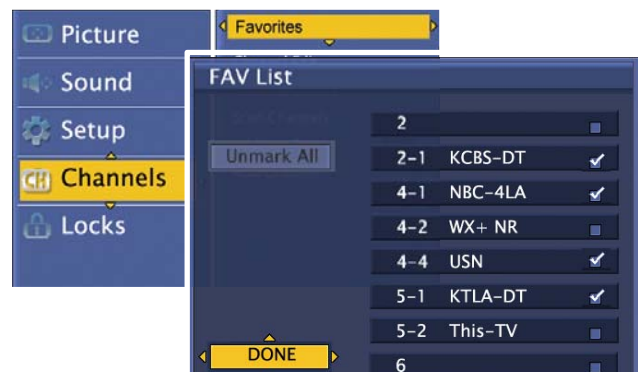 Picture
Sound
Setup
CH Channels
Locks
Favorites
FAV List
Unmark All
2
2-1 KCBS-DT
4-1 NBC-4LA
4-2 WX+ NR
4-4 USN
5-1 KTLA-DT
5-2 This-TV
6
DONE